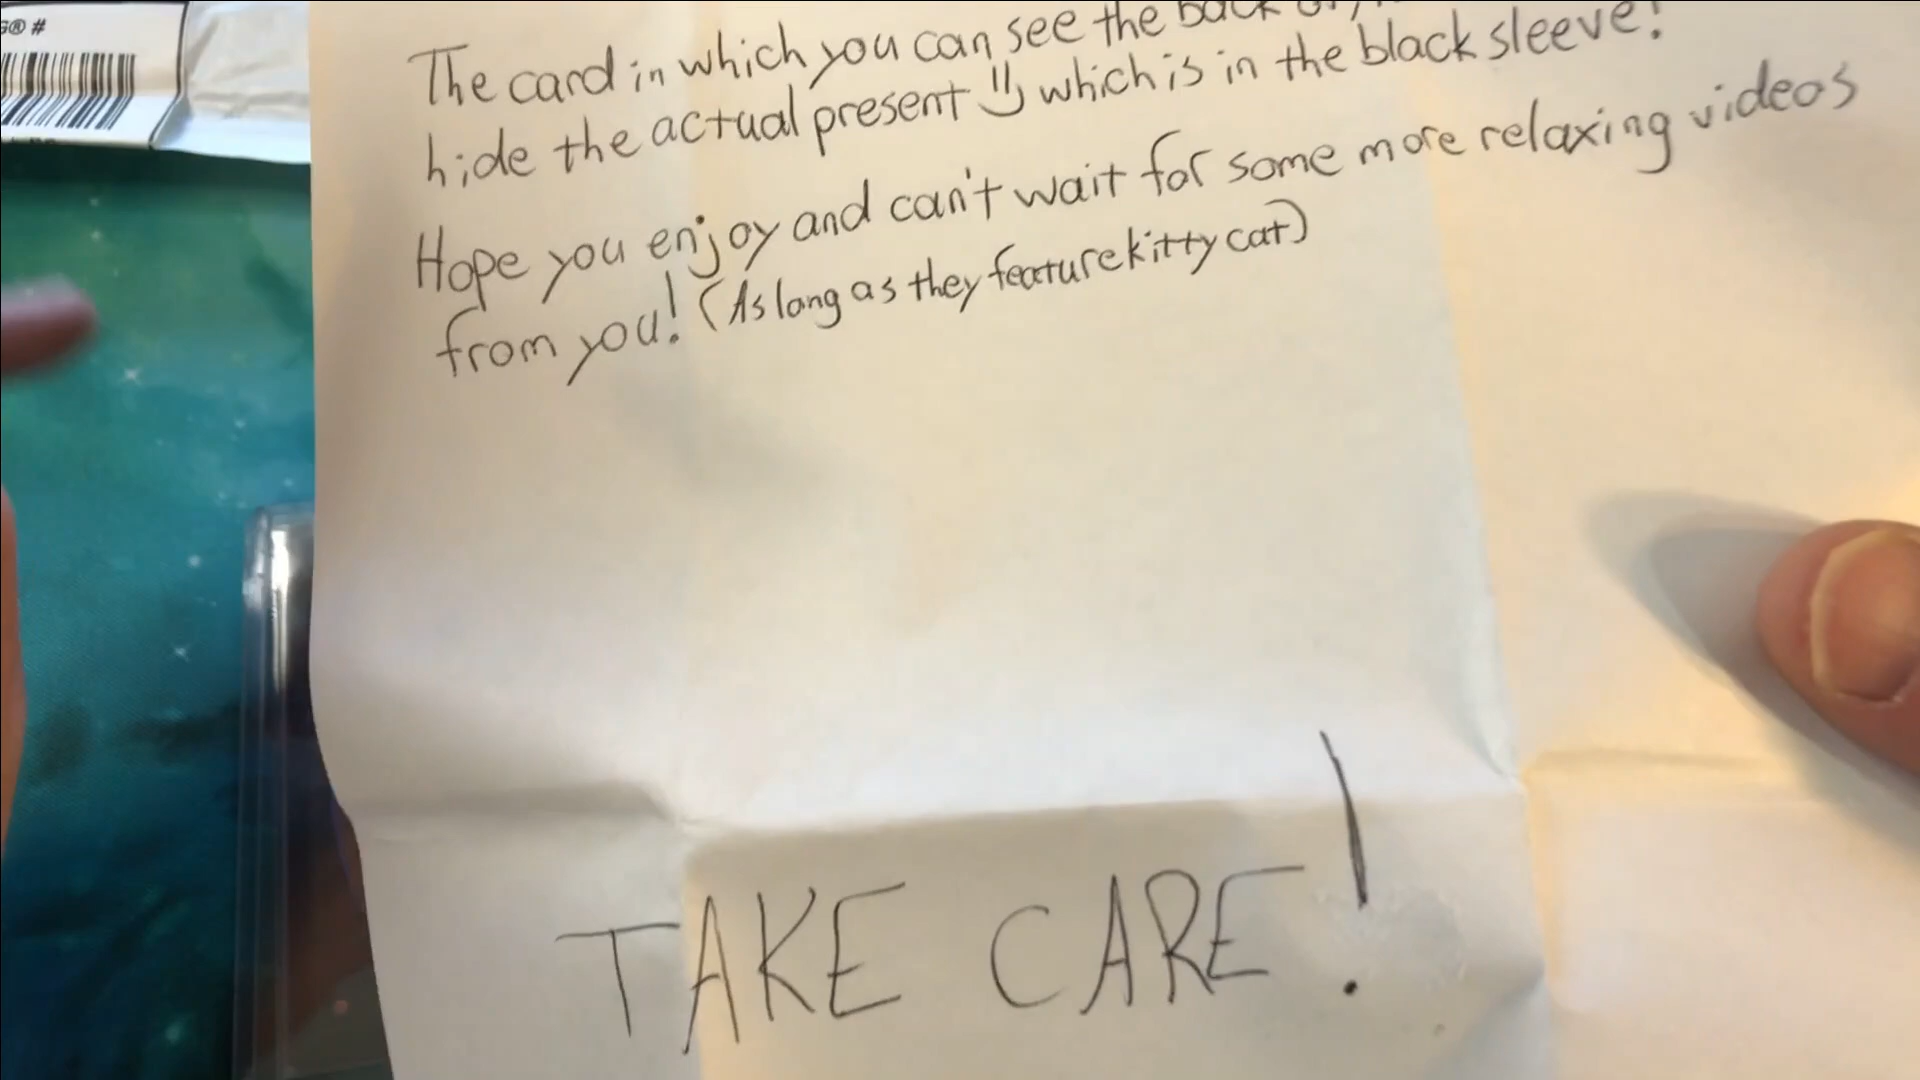 G® #
The card in which you can see the back
hide the actual present which is in the black sleeve!
Hope you enjoy and can't wait for some more relaxing videos
from you! (As long as they feature kitty cat)
TAKE CARE!